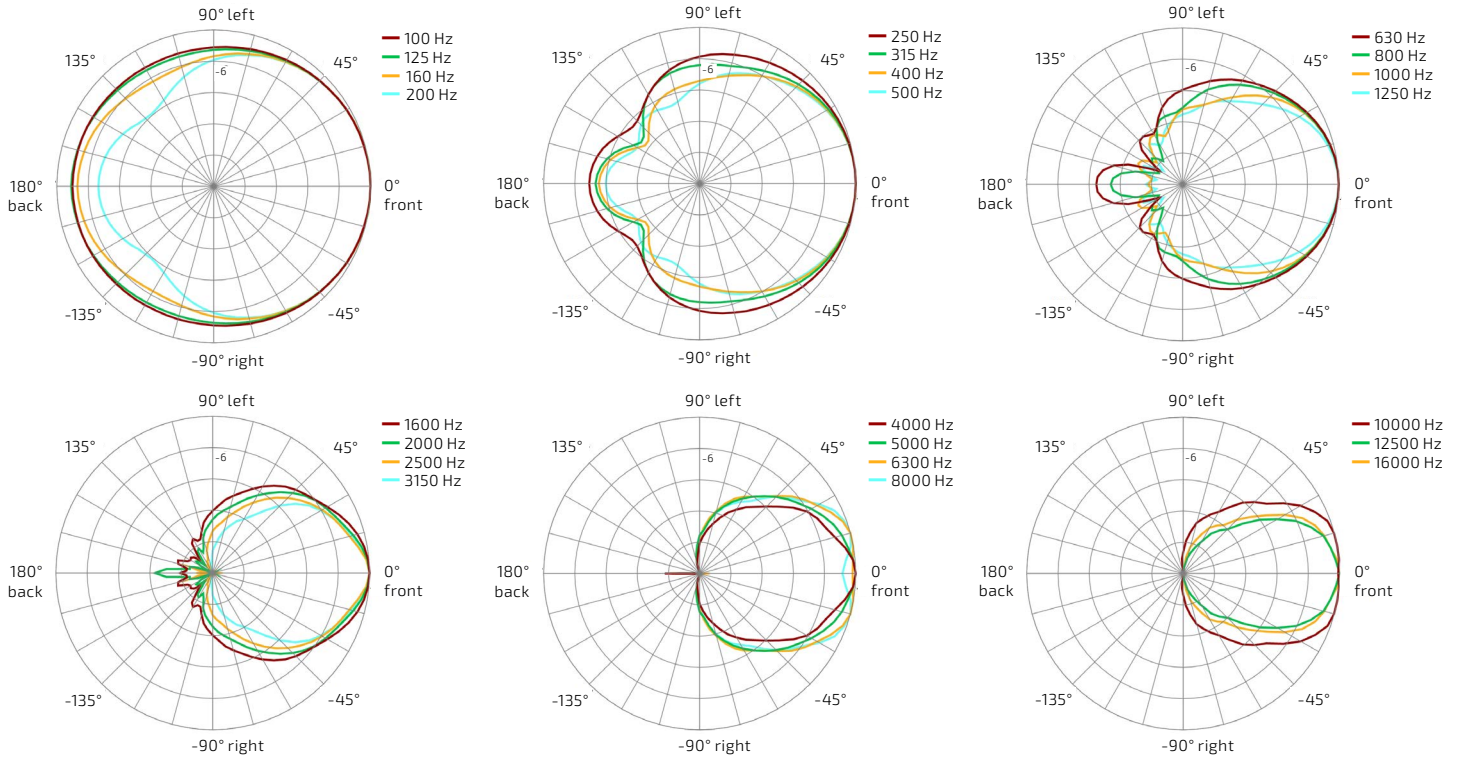 90° left
100 Hz
125 Hz
160 Hz
200 Hz
135°
45°
-6
180°
back
0°
front
-135°
-45°
-90° right
90° left
250 Hz
315 Hz
400 Hz
500 Hz
135°
45°
-6
180°
back
0°
front
-135°
-45°
-90° right
90° left
630 Hz
800 Hz
1000 Hz
1250 Hz
135°
45°
-6
180°
back
0°
front
-135°
-45°
-90° right
90° left
1600 Hz
2000 Hz
2500 Hz
3150 Hz
135°
45°
-6
180°
back
0°
front
-135°
-45°
-90° right
90° left
4000 Hz
5000 Hz
6300 Hz
8000 Hz
135°
45°
-6
180°
back
0°
front
-135°
-45°
-90° right
90° left
10000 Hz
12500 Hz
16000 Hz
135°
45°
-6
180°
back
0°
front
-135°
-45°
-90° right